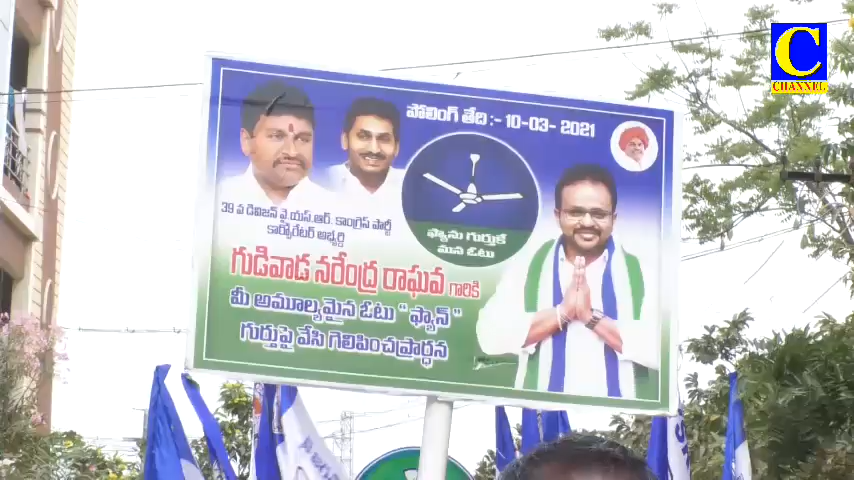 C
CHANNEL
పోలింగ్ తేది :- 10-03- 2021
39 వ డివిజన్ వై.యస్.ఆర్. కాంగ్రెస్ పార్టీ
కార్పొరేటర్ అభ్యర్థి
ఫ్యాను గుర్తుకే
మన ఓటు
గుడివాడ నరేంద్ర రాఘవ గారికి
మీ అమూల్యమైన ఓటు "ఫ్యాన్"
గుర్తుపై వేసి గెలిపించప్రార్ధన